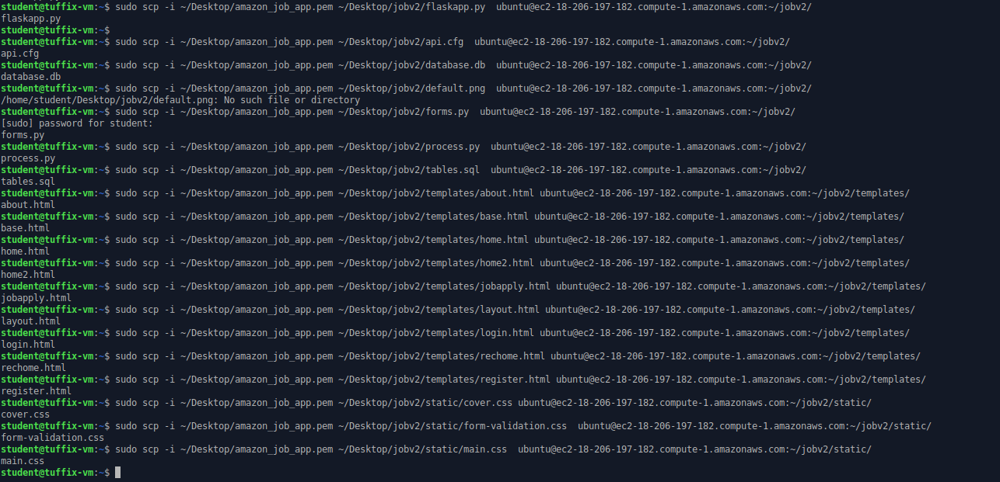 student@tuffix-vm:~$ sudo scp -i ~/Desktop/amazon_job_app.pem ~/Desktop/jobv2/flaskapp.py  ubuntu@ec2-18-206-197-182.compute-1.amazonaws.com:~/jobv2/
flaskapp.py
student@tuffix-vm:~$
student@tuffix-vm:~$ sudo scp -i ~/Desktop/amazon_job_app.pem ~/Desktop/jobv2/api.cfg  ubuntu@ec2-18-206-197-182.compute-1.amazonaws.com:~/jobv2/
api.cfg
student@tuffix-vm:~$ sudo scp -i ~/Desktop/amazon_job_app.pem ~/Desktop/jobv2/database.db  ubuntu@ec2-18-206-197-182.compute-1.amazonaws.com:~/jobv2/
database.db
student@tuffix-vm:~$ sudo scp -i ~/Desktop/amazon_job_app.pem ~/Desktop/jobv2/default.png  ubuntu@ec2-18-206-197-182.compute-1.amazonaws.com:~/jobv2/
/home/student/Desktop/jobv2/default.png: No such file or directory
student@tuffix-vm:~$ sudo scp -i ~/Desktop/amazon_job_app.pem ~/Desktop/jobv2/forms.py  ubuntu@ec2-18-206-197-182.compute-1.amazonaws.com:~/jobv2/
[sudo] password for student:
forms.py
student@tuffix-vm:~$ sudo scp -i ~/Desktop/amazon_job_app.pem ~/Desktop/jobv2/process.py  ubuntu@ec2-18-206-197-182.compute-1.amazonaws.com:~/jobv2/
process.py
student@tuffix-vm:~$ sudo scp -i ~/Desktop/amazon_job_app.pem ~/Desktop/jobv2/tables.sql  ubuntu@ec2-18-206-197-182.compute-1.amazonaws.com:~/jobv2/
tables.sql
student@tuffix-vm:~$ sudo scp -i ~/Desktop/amazon_job_app.pem ~/Desktop/jobv2/templates/about.html ubuntu@ec2-18-206-197-182.compute-1.amazonaws.com:~/jobv2/templates/
about.html
student@tuffix-vm:~$ sudo scp -i ~/Desktop/amazon_job_app.pem ~/Desktop/jobv2/templates/base.html ubuntu@ec2-18-206-197-182.compute-1.amazonaws.com:~/jobv2/templates/
base.html
student@tuffix-vm:~$ sudo scp -i ~/Desktop/amazon_job_app.pem ~/Desktop/jobv2/templates/home.html ubuntu@ec2-18-206-197-182.compute-1.amazonaws.com:~/jobv2/templates/
home.html
student@tuffix-vm:~$ sudo scp -i ~/Desktop/amazon_job_app.pem ~/Desktop/jobv2/templates/home2.html ubuntu@ec2-18-206-197-182.compute-1.amazonaws.com:~/jobv2/templates/
home2.html
student@tuffix-vm:~$ sudo scp -i ~/Desktop/amazon_job_app.pem ~/Desktop/jobv2/templates/jobapply.html ubuntu@ec2-18-206-197-182.compute-1.amazonaws.com:~/jobv2/templates/
jobapply.html
student@tuffix-vm:~$ sudo scp -i ~/Desktop/amazon_job_app.pem ~/Desktop/jobv2/templates/layout.html ubuntu@ec2-18-206-197-182.compute-1.amazonaws.com:~/jobv2/templates/
layout.html
student@tuffix-vm:~$ sudo scp -i ~/Desktop/amazon_job_app.pem ~/Desktop/jobv2/templates/login.html ubuntu@ec2-18-206-197-182.compute-1.amazonaws.com:~/jobv2/templates/
login.html
student@tuffix-vm:~$ sudo scp -i ~/Desktop/amazon_job_app.pem ~/Desktop/jobv2/templates/rechome.html ubuntu@ec2-18-206-197-182.compute-1.amazonaws.com:~/jobv2/templates/
rechome.html
student@tuffix-vm:~$ sudo scp -i ~/Desktop/amazon_job_app.pem ~/Desktop/jobv2/templates/register.html ubuntu@ec2-18-206-197-182.compute-1.amazonaws.com:~/jobv2/templates/
register.html
student@tuffix-vm:~$ sudo scp -i ~/Desktop/amazon_job_app.pem ~/Desktop/jobv2/static/cover.css ubuntu@ec2-18-206-197-182.compute-1.amazonaws.com:~/jobv2/static/
cover.css
student@tuffix-vm:~$ sudo scp -i ~/Desktop/amazon_job_app.pem ~/Desktop/jobv2/static/form-validation.css  ubuntu@ec2-18-206-197-182.compute-1.amazonaws.com:~/jobv2/static/
form-validation.css
student@tuffix-vm:~$ sudo scp -i ~/Desktop/amazon_job_app.pem ~/Desktop/jobv2/static/main.css  ubuntu@ec2-18-206-197-182.compute-1.amazonaws.com:~/jobv2/static/
main.css
student@tuffix-vm:~$